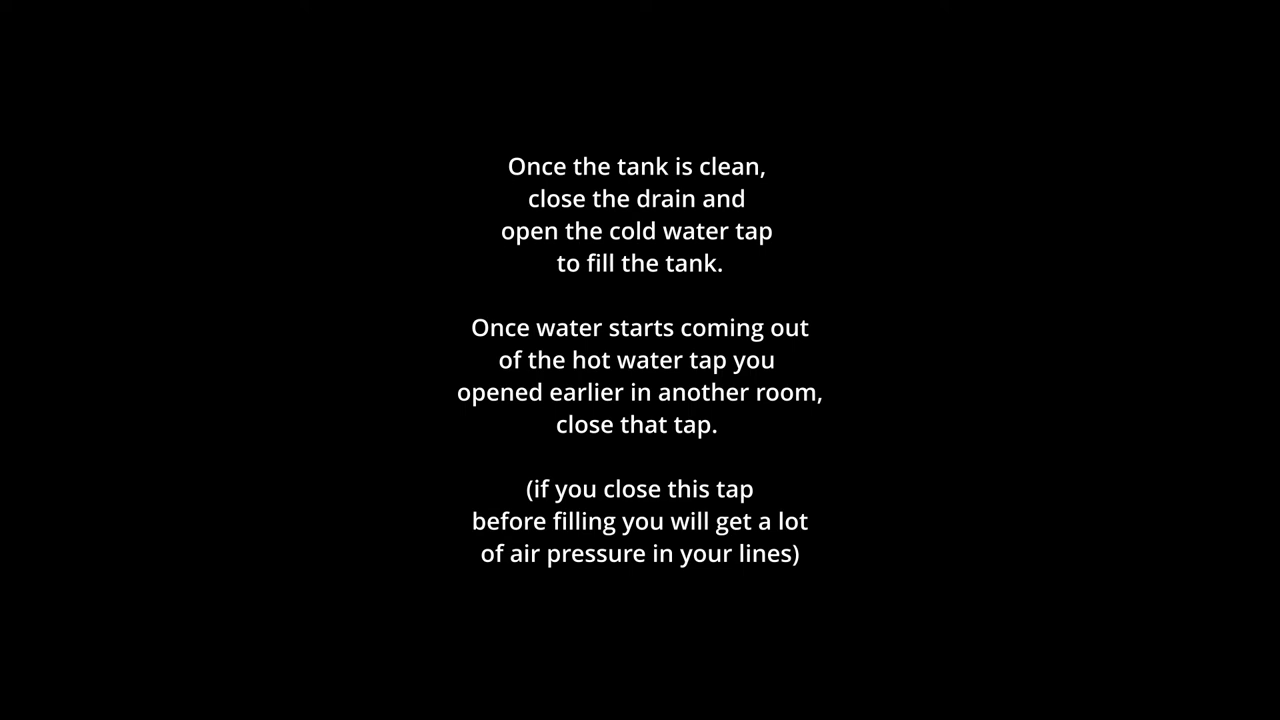 Once the tank is clean,
close the drain and
open the cold water tap
to fill the tank.
Once water starts coming out
of the hot water tap you
opened earlier in another room,
close that tap.
(if you close this tap
before filling you will get a lot
of air pressure in your lines)